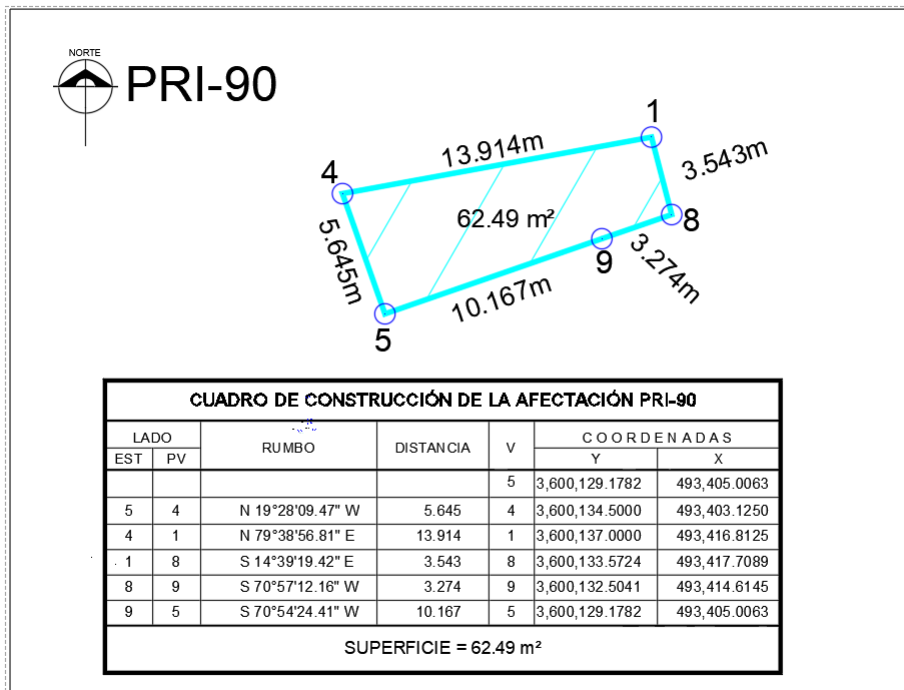 NORTE
PRI-90
1
13.914m
3.543m
4
62.49 m²
8
5.645m
9
3.274m
10.167m
5
CUADRO DE CONSTRUCCIÓN DE LA AFECTACIÓN PRI-90
LADO RUMBO DISTANCIA V COORDENADAS
EST PV Y X
5 3,600,129.1782 493,405.0063
5 4 N 19°28'09.47" W 5.645 4 3,600,134.5000 493,403.1250
4 1 N 79°38'56.81" E 13.914 1 3,600,137.0000 493,416.8125
1 8 S 14°39'19.42" E 3.543 8 3,600,133.5724 493,417.7089
8 9 S 70°57'12.16" W 3.274 9 3,600,132.5041 493,414.6145
9 5 S 70°54'24.41" W 10.167 5 3,600,129.1782 493,405.0063
SUPERFICIE = 62.49 m²